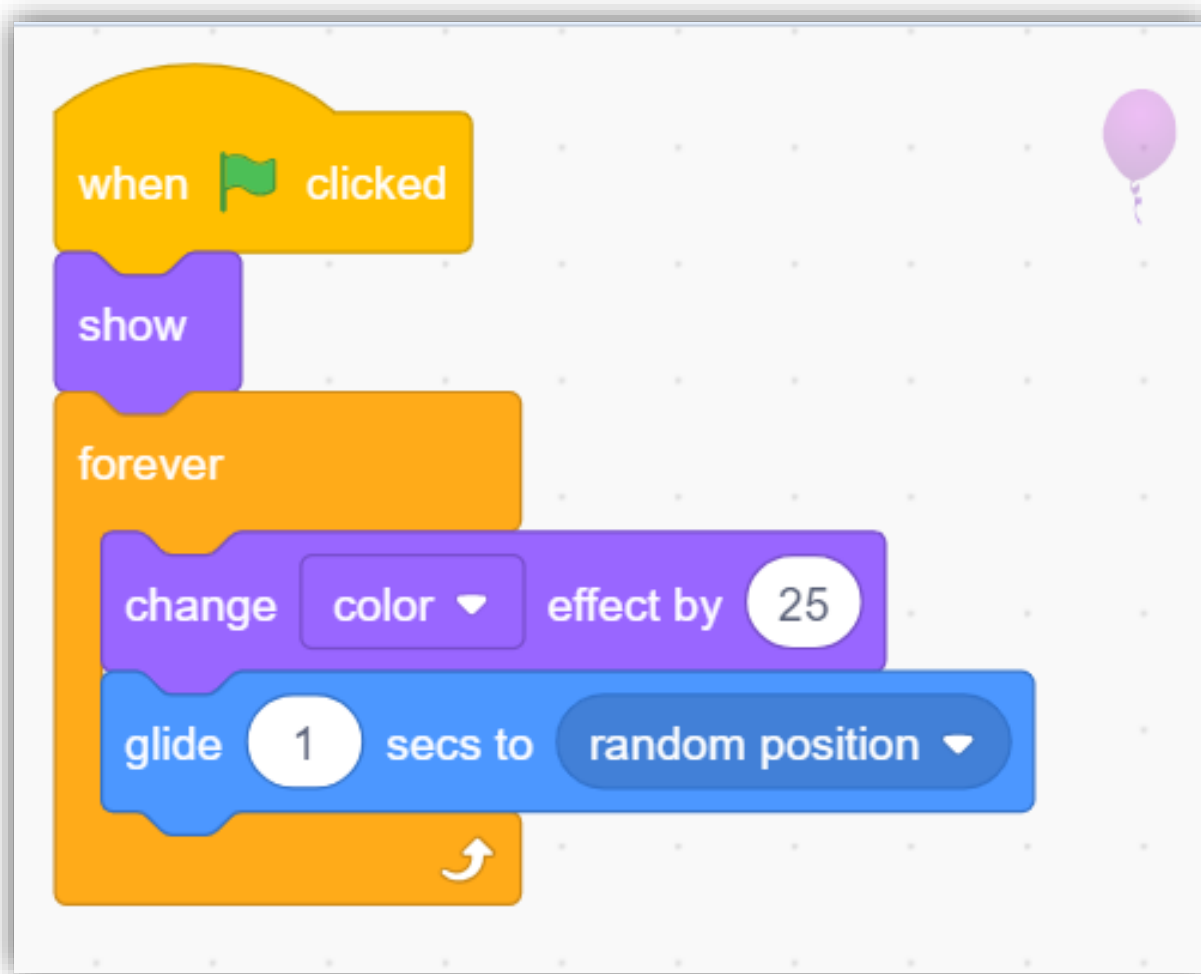 when clicked
show
forever
change color effect by 25
glide 1 secs to random position